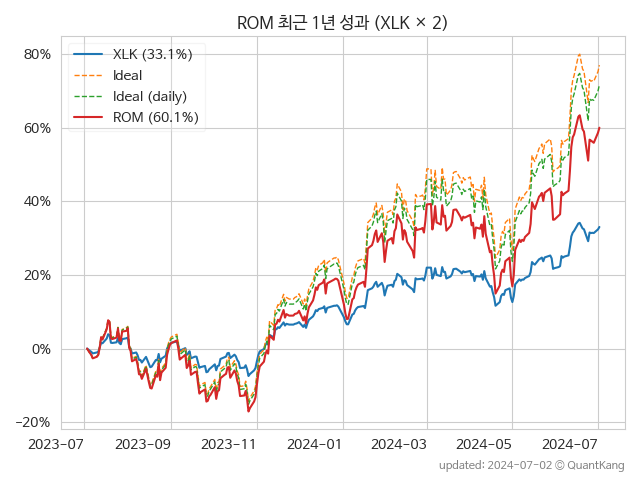 ROM 최근 1년 성과 (XLK × 2)
XLK (33.1%)
Ideal
Ideal (daily)
ROM (60.1%)
80%
60%
40%
20%
0%
−20%
2023-07 2023-09 2023-11 2024-01 2024-03 2024-05 2024-07
updated: 2024-07-02 © QuantKang